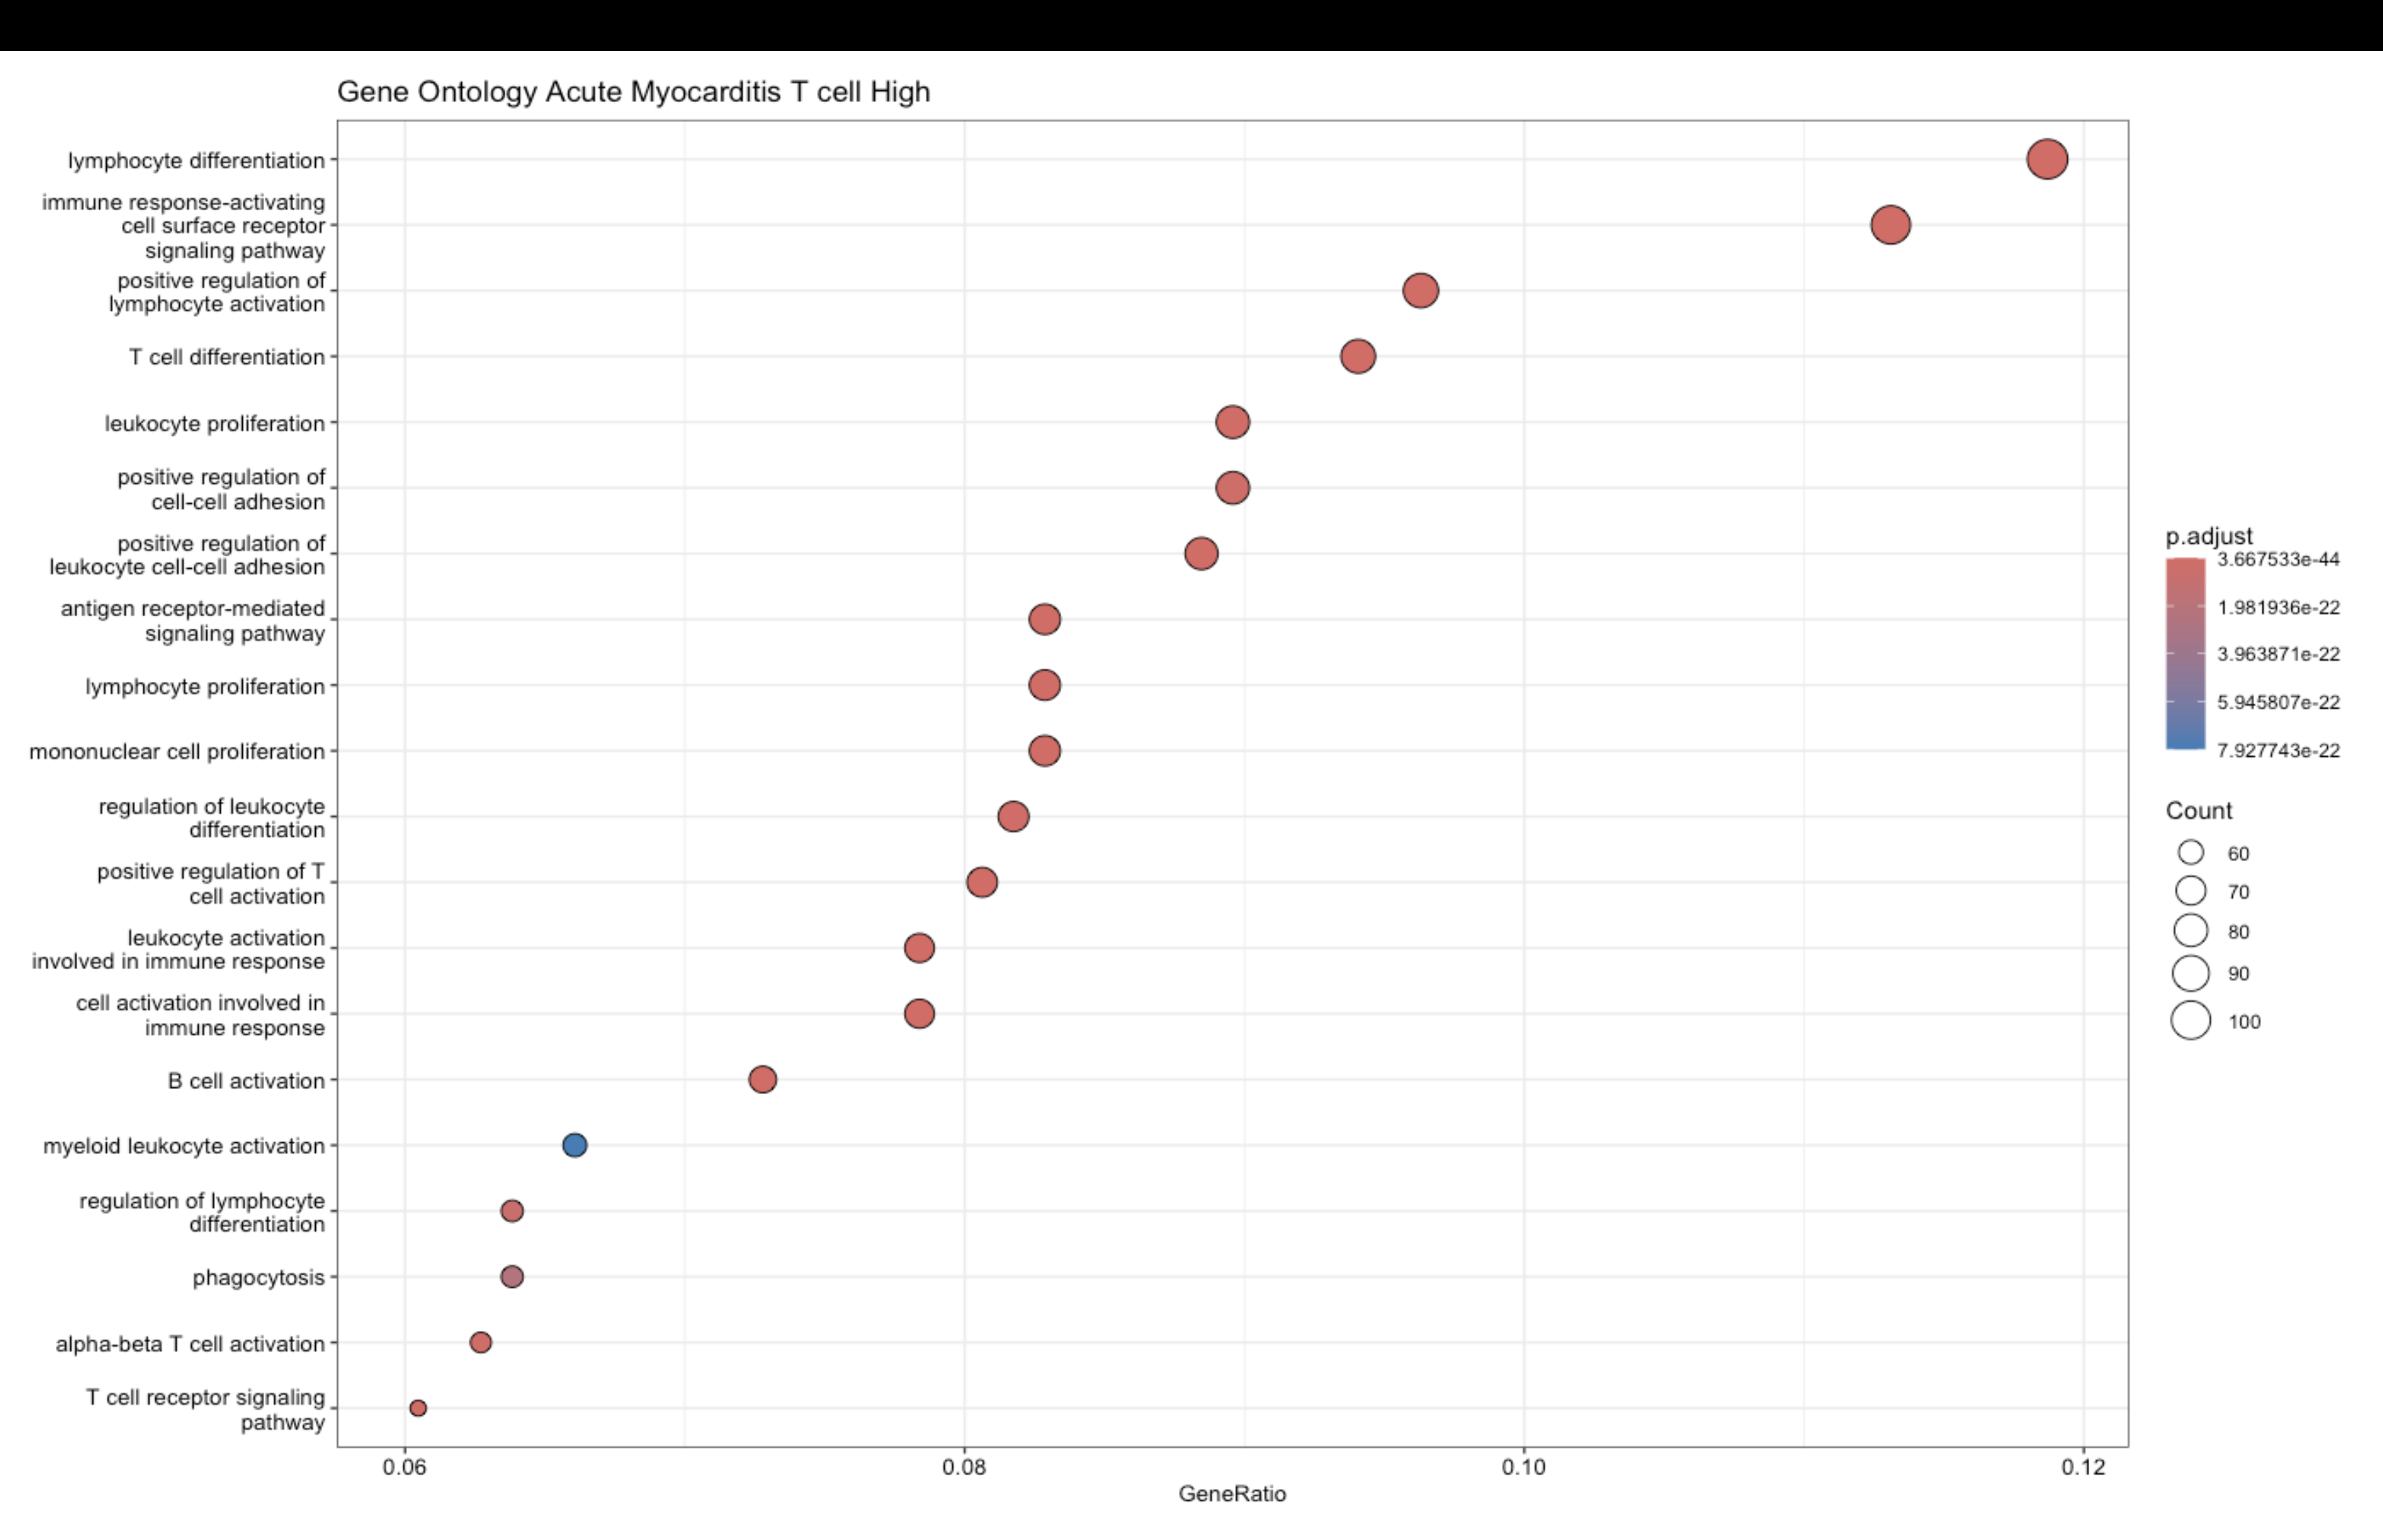 Gene Ontology Acute Myocarditis T cell High
lymphocyte differentiation
immune response-activating
cell surface receptor
signaling pathway
positive regulation of
lymphocyte activation
T cell differentiation
leukocyte proliferation
positive regulation of
cell-cell adhesion
positive regulation of
leukocyte cell-cell adhesion
antigen receptor-mediated
signaling pathway
lymphocyte proliferation
mononuclear cell proliferation
regulation of leukocyte
differentiation
positive regulation of T
cell activation
leukocyte activation
involved in immune response
cell activation involved in
immune response
B cell activation
myeloid leukocyte activation
regulation of lymphocyte
differentiation
phagocytosis
alpha-beta T cell activation
T cell receptor signaling
pathway
0.06
0.08
0.10
0.12
GeneRatio
p.adjust
3.667533e-44
1.981936e-22
3.963871e-22
5.945807e-22
7.927743e-22
Count
60
70
80
90
100